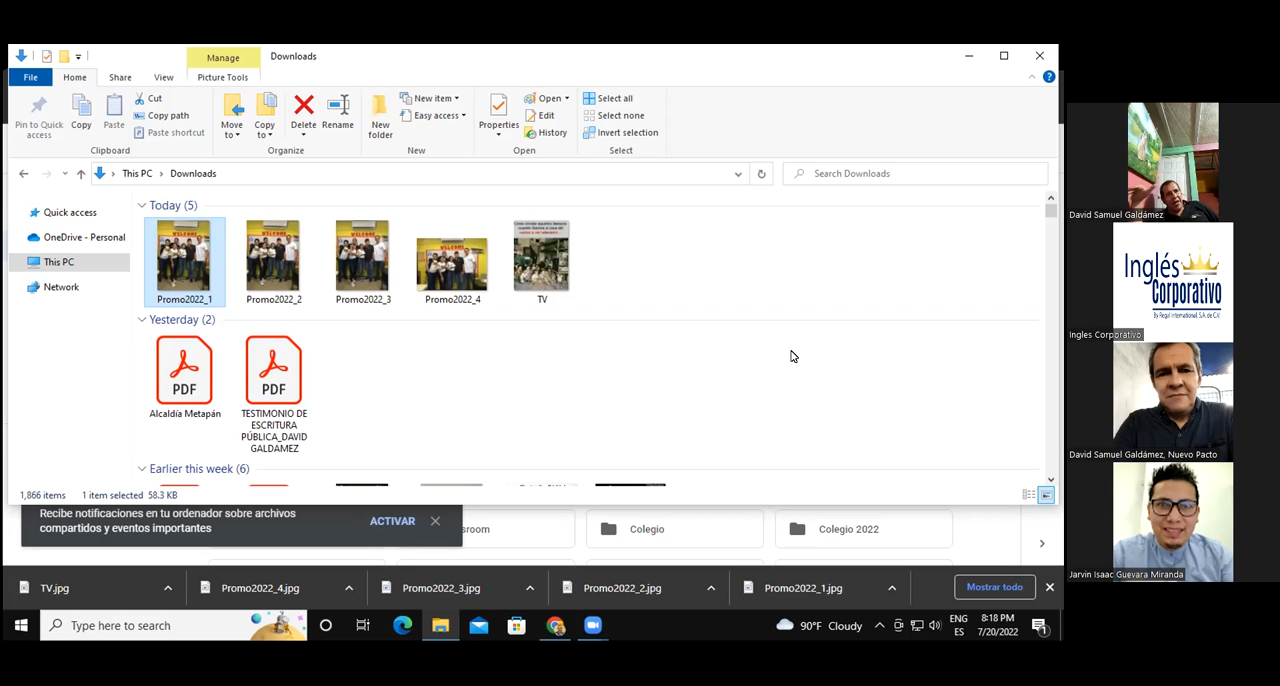 Manage
Downloads
File
Home
Share
View
Picture Tools
Pin to Quick
access
Copy
Paste
Cut
Copy path
Paste shortcut
Move
to
Copy
to
Delete
Rename
New
folder
New item
Easy access
Properties
Open
Edit
History
Select all
Select none
Invert selection
Clipboard
Organize
New
Open
Select
This PC
Downloads
Search Downloads
Quick access
OneDrive - Personal
This PC
Network
Today (5)
Promo2022_1
Promo2022_2
Promo2022_3
Promo2022_4
TV
Yesterday (2)
PDF
PDF
Alcaldía Metapán
TESTIMONIO DE
ESCRITURA
PÚBLICA_DAVID
GALDAMEZ
Earlier this week (6)
1,866 items
1 item selected 58.3 KB
Recibe notificaciones en tu ordenador sobre archivos
compartidos y eventos importantes
ACTIVAR
sroom
Colegio
Colegio 2022
TV.jpg
Promo2022_4.jpg
Promo2022_3.jpg
Promo2022_2.jpg
Promo2022_1.jpg
Mostrar todo
Type here to search
90°F Cloudy
ENG
ES
8:18 PM
7/20/2022
1
David Samuel Galdámez
Inglés
Corporativo
By Regal International, S.A. de C.V.
Ingles Corporativo
David Samuel Galdámez, Nuevo Pacto
Jarvin Isaac Guevara Miranda